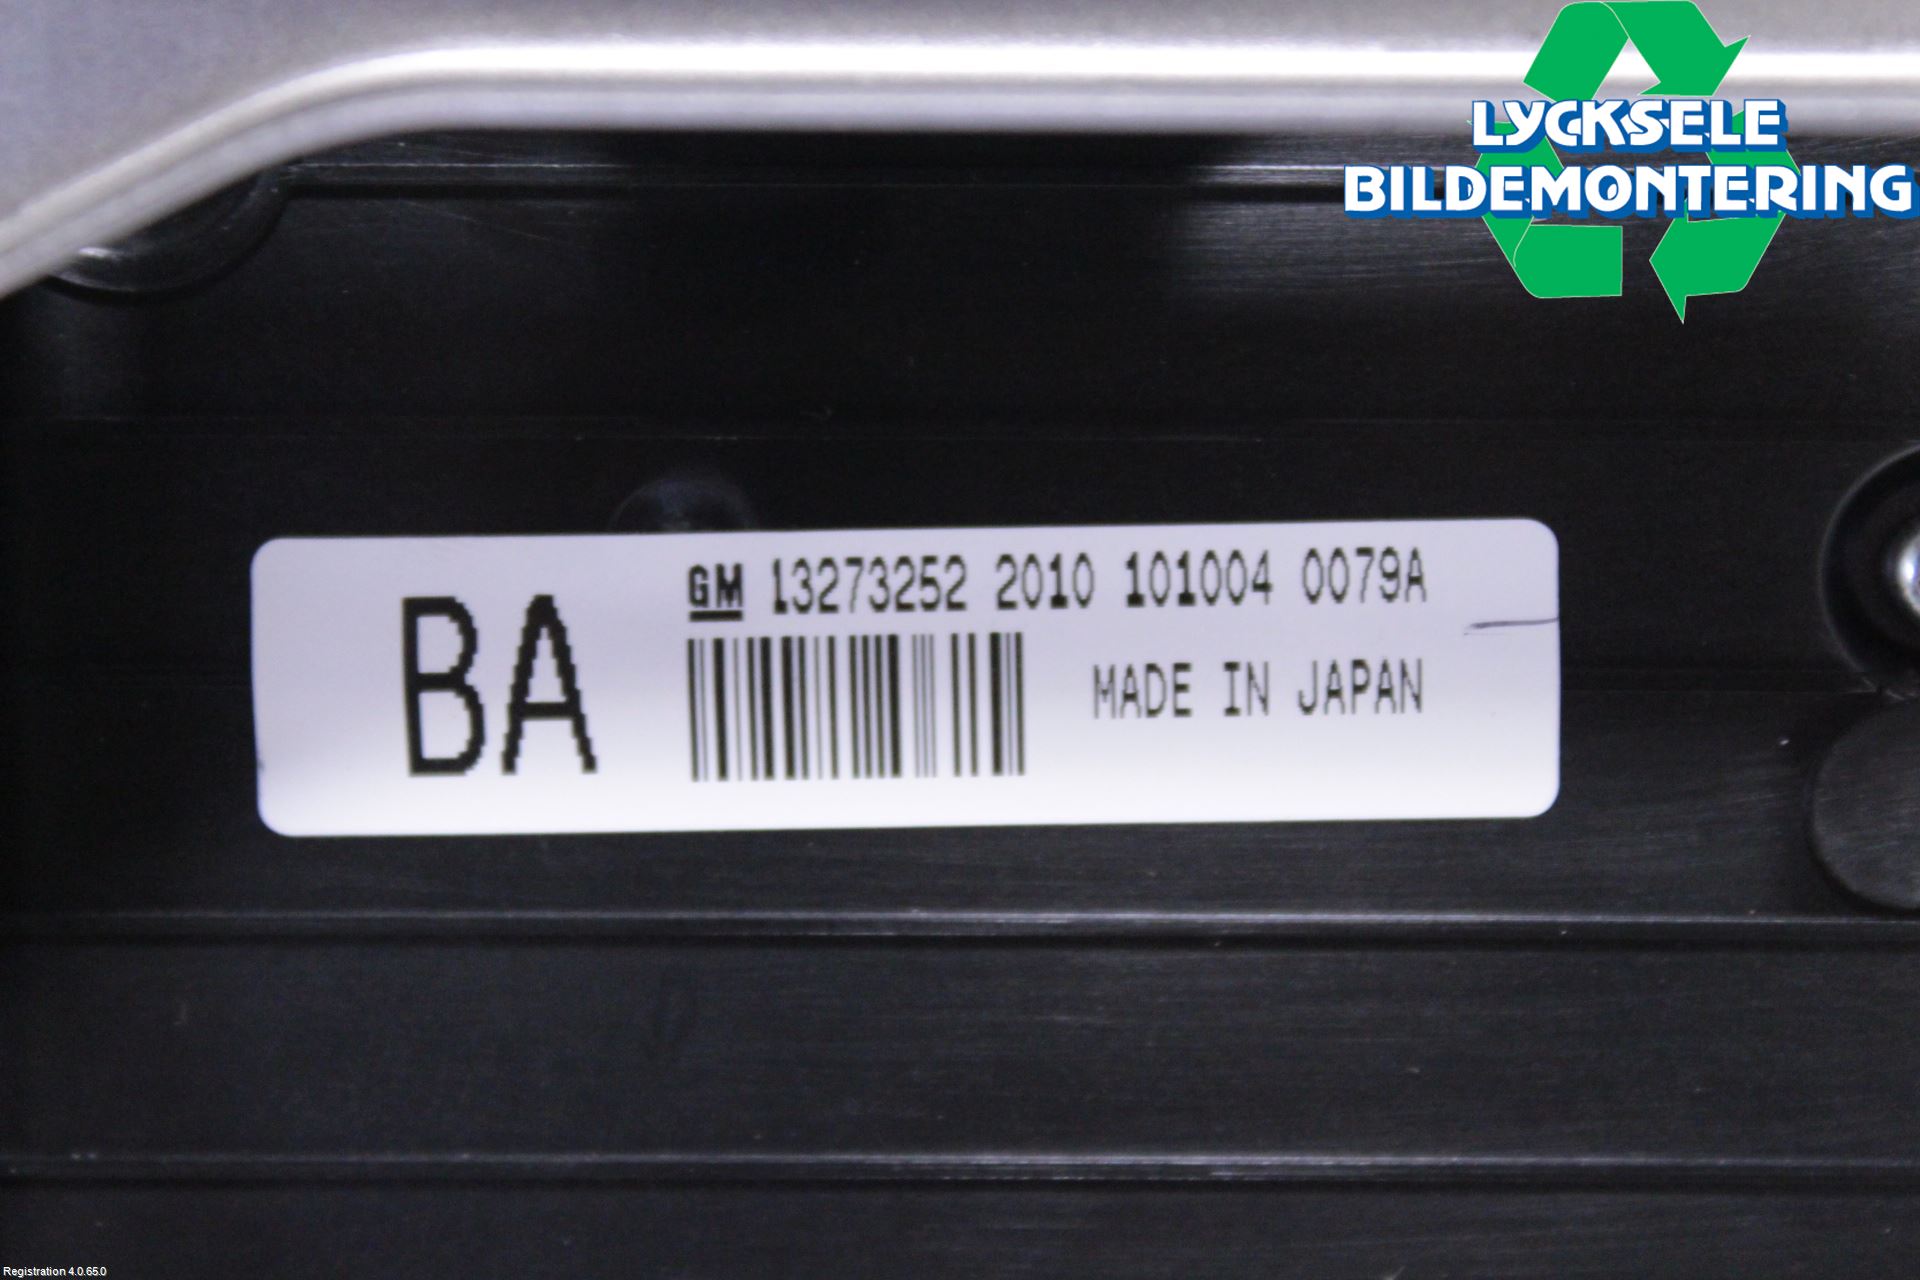 LYCKSELE
BILDEMONTERING
BA
GM 13273252 2010 101004 0079A
MADE IN JAPAN
Registration 4.0.65.0